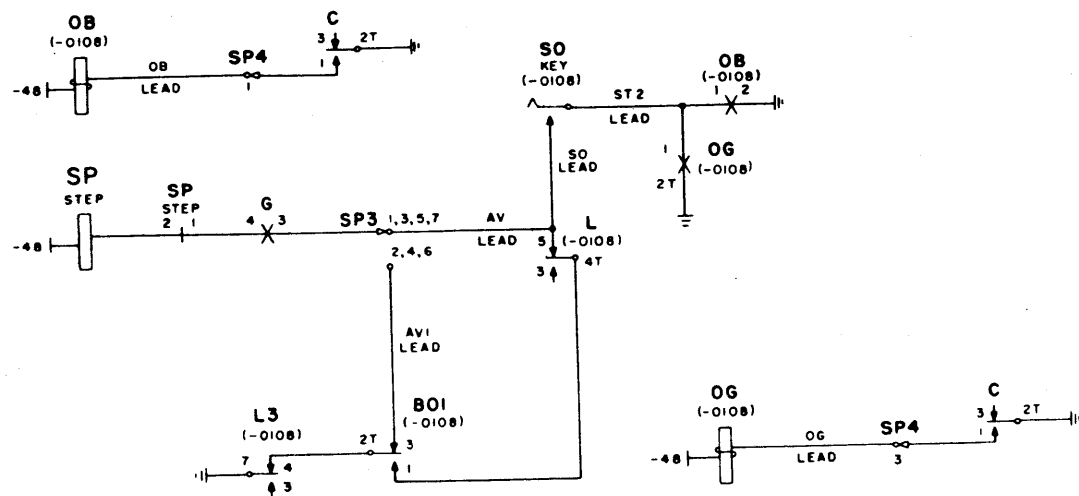 OB
(-0108)
-48
OB
LEAD
SP4
1
C
3
1
2T
SO
KEY
(-0108)
ST2
LEAD
OB
(-0108)
1 2
1
OG
(-0108)
2T
SO
LEAD
SP
STEP
-48
SP
STEP
2 1
G
4 3
SP3
1,3,5,7
2,4,6
AV
LEAD
L
(-0108)
5
3
4T
AV1
LEAD
BO1
(-0108)
2T
3
1
L3
(-0108)
7
4
3
OG
(-0108)
-48
OG
LEAD
SP4
3
C
3
1
2T